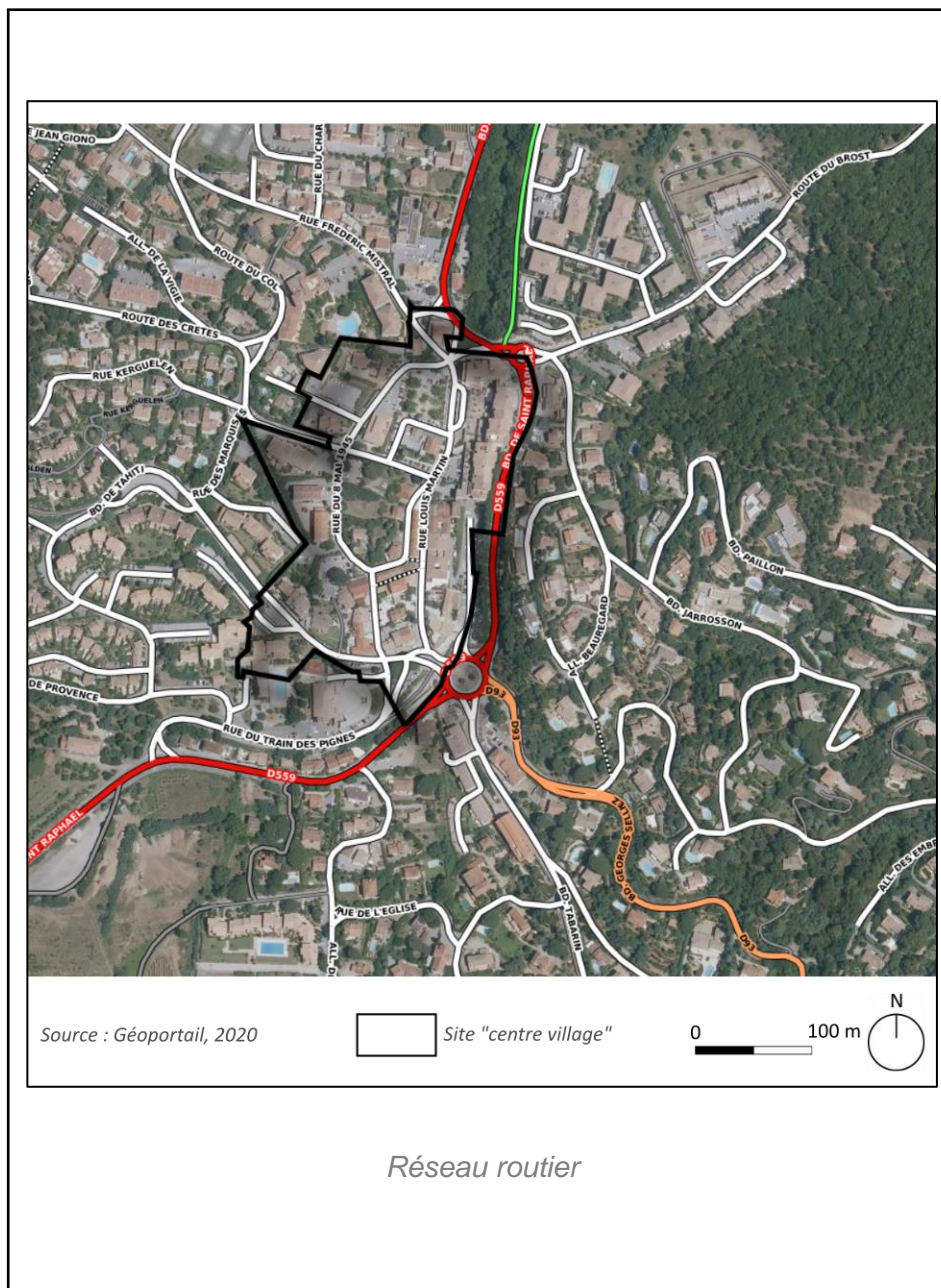 E JEAN GIONO
RUE DU CHAR
BD.
ROUTE DU BROST
RUE FREDERIC MISTRAL
ALL. DE LA VIGIE
ROUTE DU COL
ROUTE DES CRETES
RUE KERGUELEN
RUE KERGUELEN
BD. DE SAINT RAPHAEL
RUE DES MARQUISES
RUE DU 8 MAI 1945
RUE LOUIS MARTIN
BD. DE TAHITI
D559
BD. PAILLON
BD. JARROSSON
ALL. BEAUREGARD
DE PROVENCE
RUE DU TRAIN DES PIGNES
D93
D93
D559
NT RAPHAEL
BD. GEORGES SELLIEZ
ALL. DES EMBR
RUE DE L'EGLISE
BD. TABARIN
D93
ALL. D
Source : Géoportail, 2020
Site "centre village"
0 100 m
N
Réseau routier